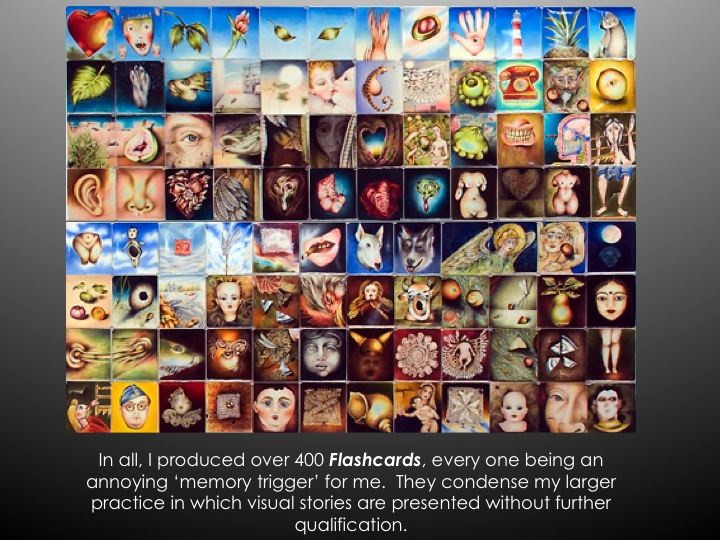 In all, I produced over 400 Flashcards, every one being an
annoying ‘memory trigger’ for me.  They condense my larger
practice in which visual stories are presented without further
qualification.